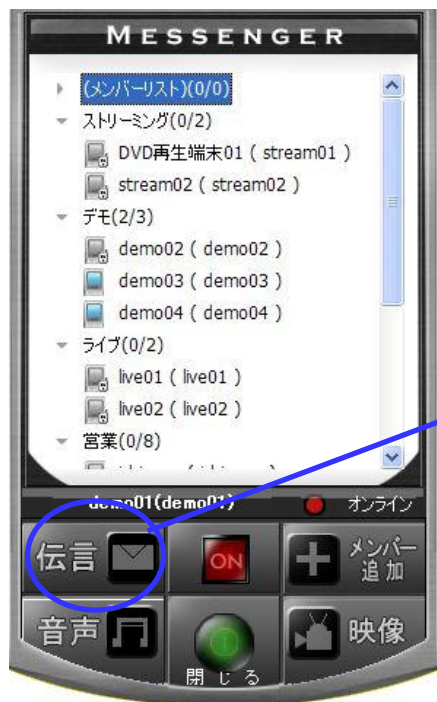 MESSENGER
(メンバーリスト)(0/0)
ストリーミング(0/2)
DVD再生端末01 ( stream01 )
stream02 ( stream02 )
デモ(2/3)
demo02 ( demo02 )
demo03 ( demo03 )
demo04 ( demo04 )
ライブ(0/2)
live01 ( live01 )
live02 ( live02 )
営業(0/8)
demo01(demo01)
オンライン
伝言
ON
メンバー
追加
音声
閉じる
映像